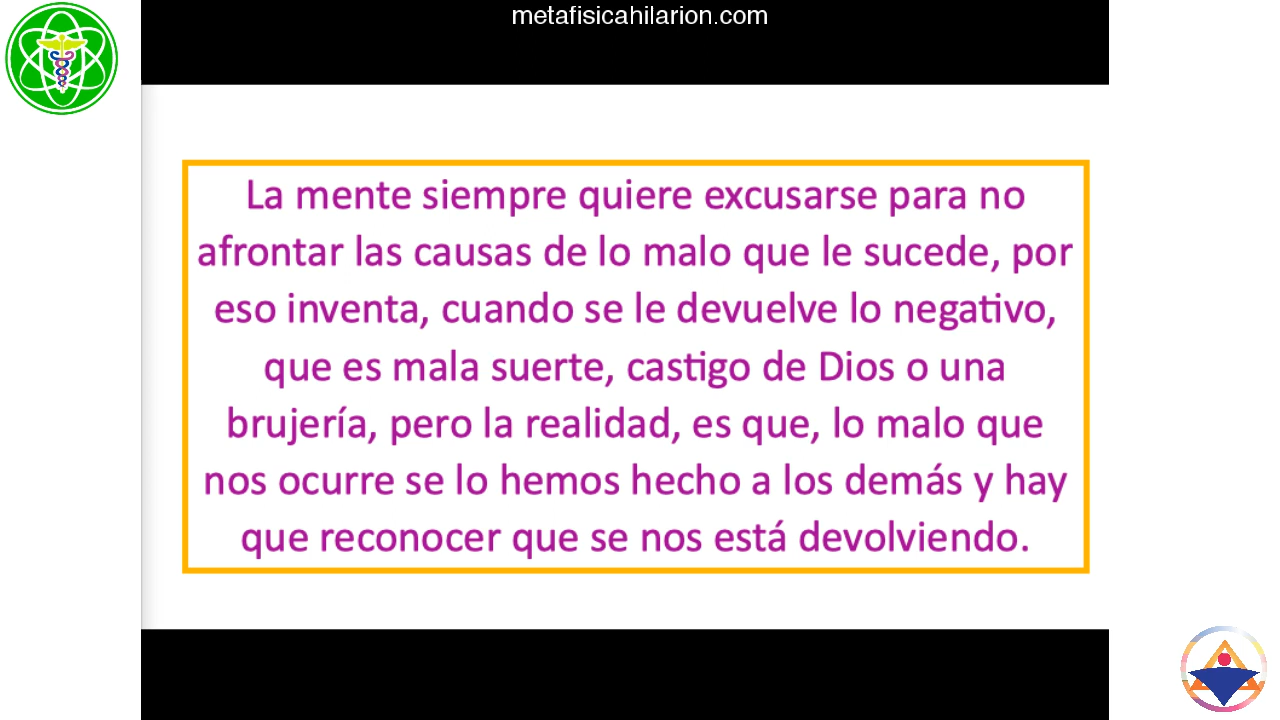 metafisicahilarion.com
La mente siempre quiere excusarse para no
afrontar las causas de lo malo que le sucede, por
eso inventa, cuando se le devuelve lo negativo,
que es mala suerte, castigo de Dios o una
brujería, pero la realidad, es que, lo malo que
nos ocurre se lo hemos hecho a los demás y hay
que reconocer que se nos está devolviendo.